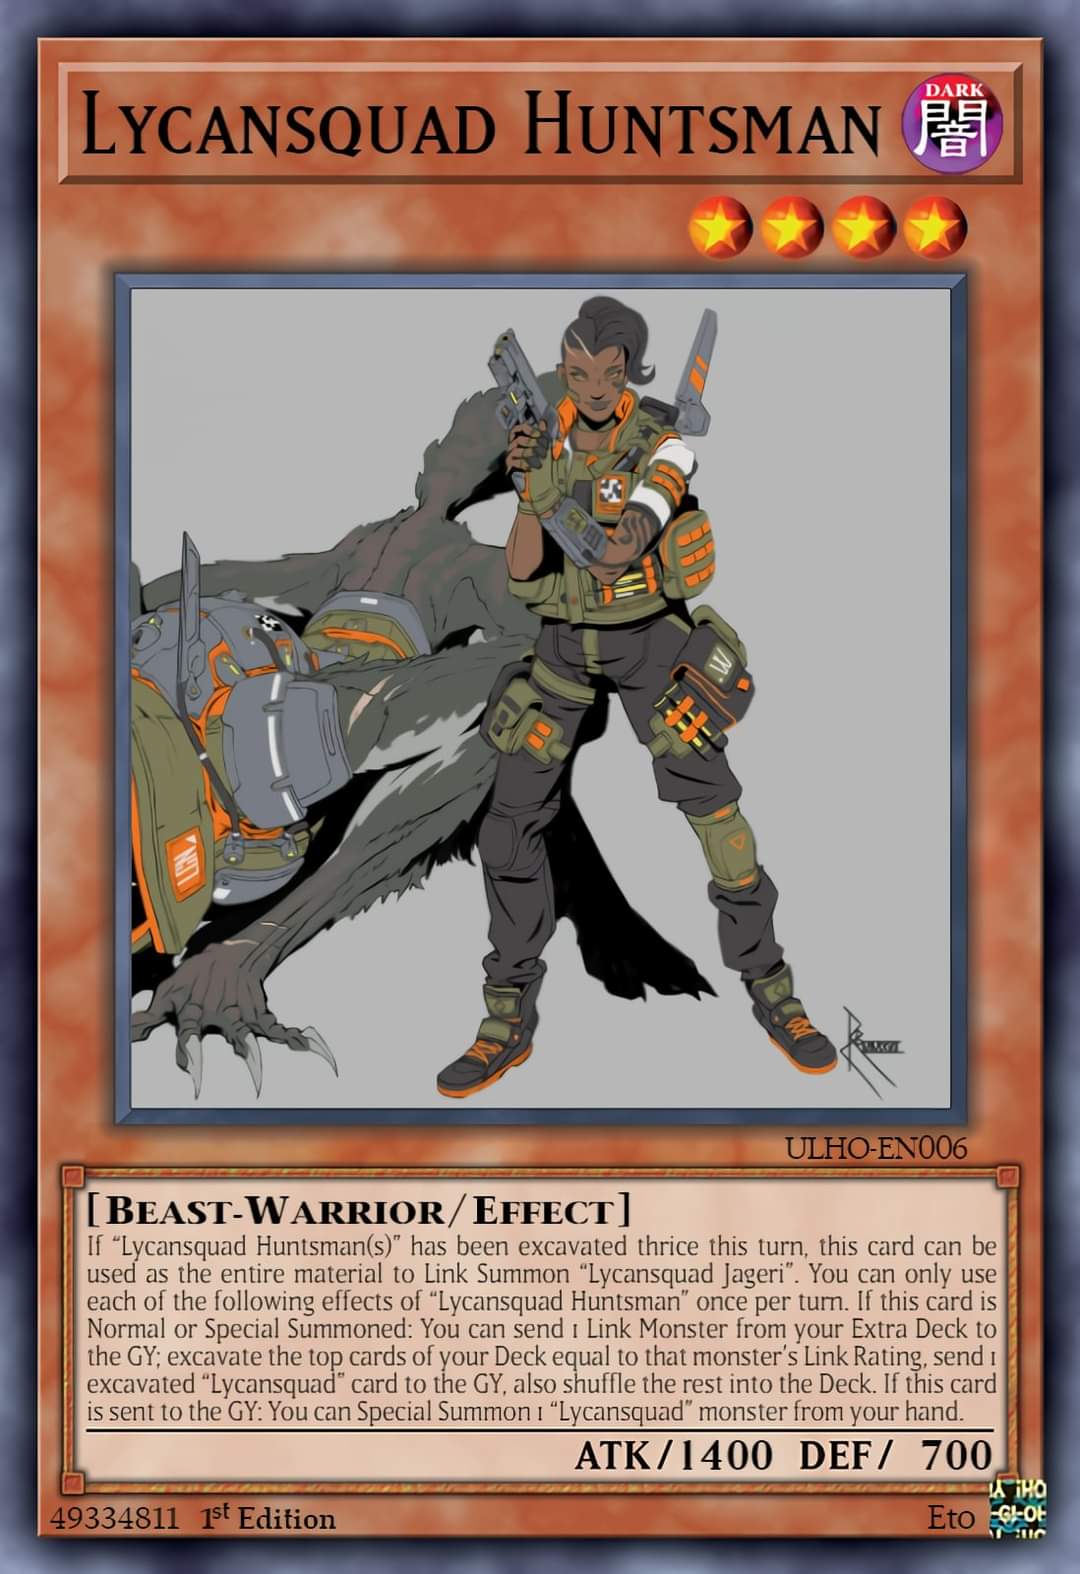 Lycansquad Huntsman
DARK
闇
W
ULHO-EN006
[Beast-Warrior/Effect]
If “Lycansquad Huntsman(s)” has been excavated thrice this turn, this card can be
used as the entire material to Link Summon “Lycansquad Jageri”. You can only use
each of the following effects of “Lycansquad Huntsman” once per turn. If this card is
Normal or Special Summoned: You can send 1 Link Monster from your Extra Deck to
the GY; excavate the top cards of your Deck equal to that monster’s Link Rating, send 1
excavated “Lycansquad” card to the GY, also shuffle the rest into the Deck. If this card
is sent to the GY: You can Special Summon 1 “Lycansquad” monster from your hand.
ATK/1400 DEF/ 700
49334811 1st Edition
Eto